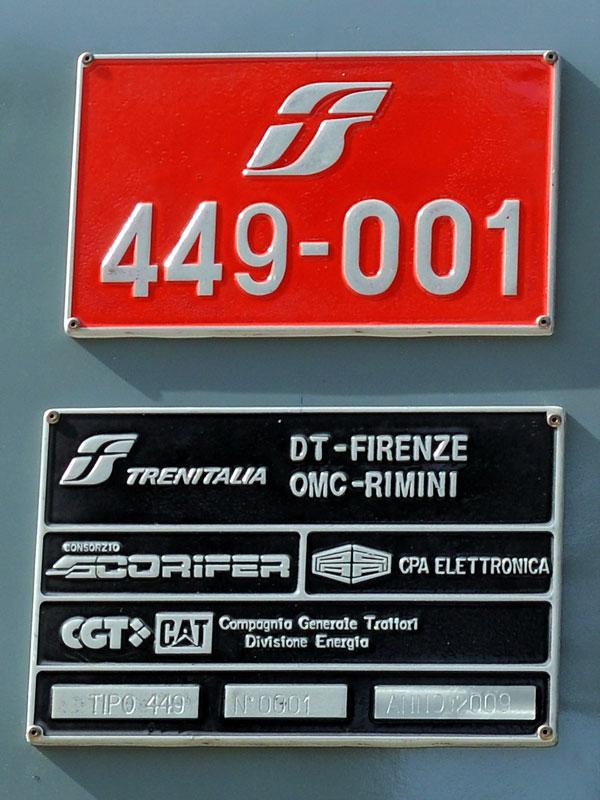 449-001
TRENITALIA
DT-FIRENZE
OMC-RIMINI
CONSORZIO
CORIFER
CPA ELETTRONICA
CGT CAT
Compagnia Generale Trattori
Divisione Energia
TIPO 449
N°0001
ANNO 2009